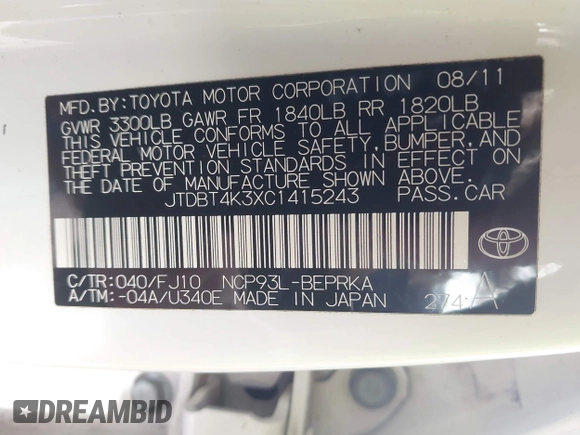 MFD. BY: TOYOTA MOTOR CORPORATION 08/11
GVWR 3300LB GAWR FR 1840LB RR 1820LB
THIS VEHICLE CONFORMS TO ALL APPLICABLE
FEDERAL MOTOR VEHICLE SAFETY, BUMPER, AND
THEFT PREVENTION STANDARDS IN EFFECT ON
THE DATE OF MANUFACTURE SHOWN ABOVE.
JTDBT4K3XC1415243 PASS.CAR
C/TR:040/FJ10 NCP93L-BEPRKA
A/TM:-04A/U340E MADE IN JAPAN 274 A
DREAMBID